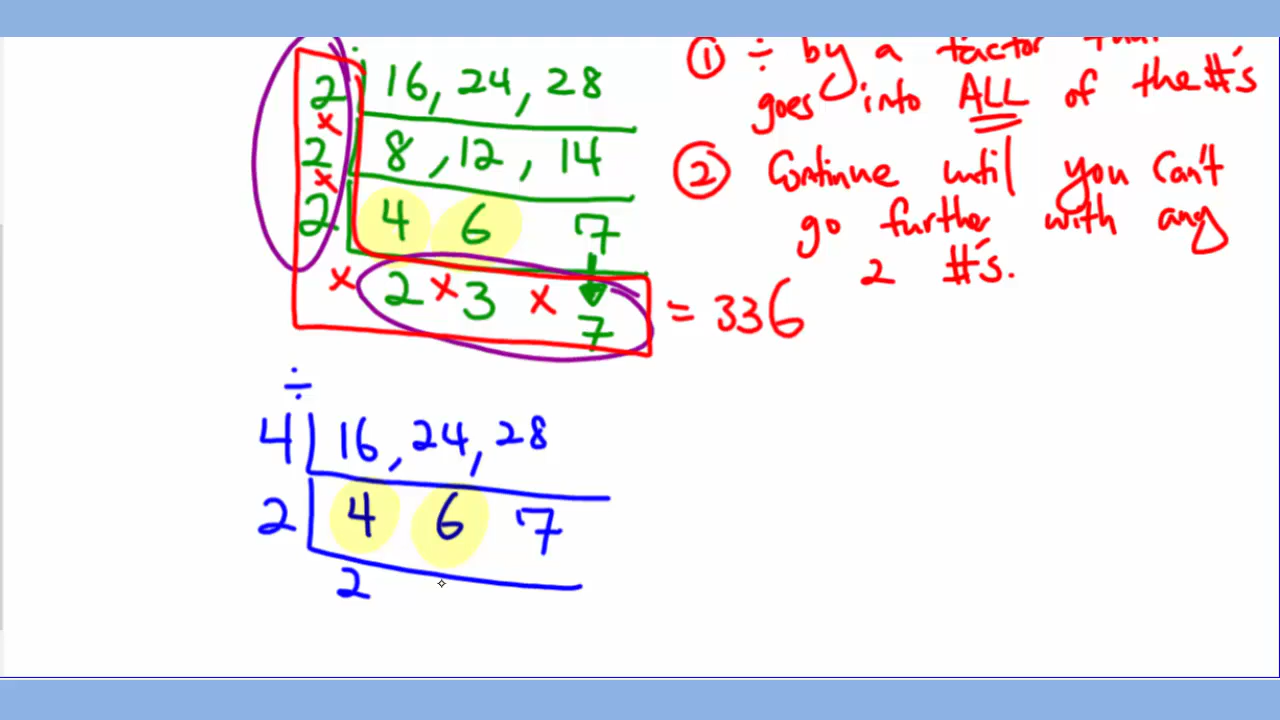 ① ÷ by a factor that
goes into ALL of the #'s
② Continue until you can't
go further with any
2 #'s.
÷
2 16, 24, 28
×
2 8, 12, 14
×
2 4 6 7
× 2 × 3 × 7 = 336
÷
4 16, 24, 28
2 4 6 7
2